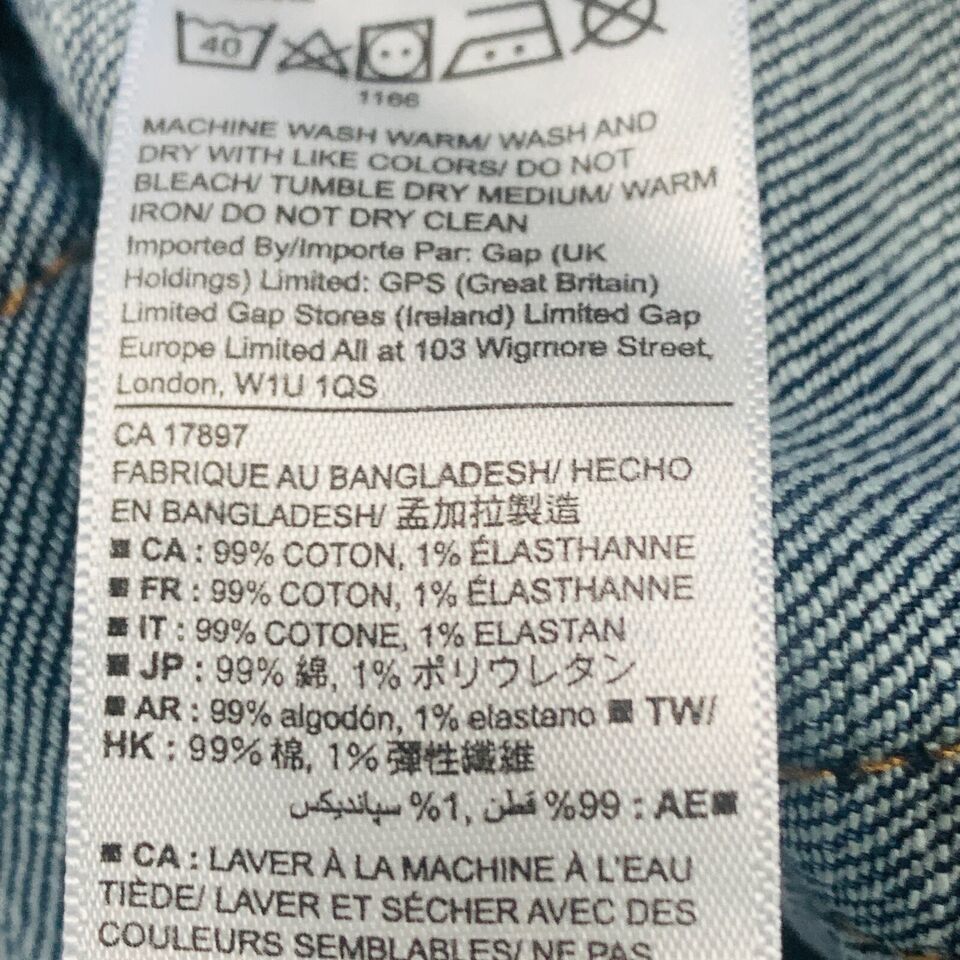 40
1166
MACHINE WASH WARM/ WASH AND
DRY WITH LIKE COLORS/ DO NOT
BLEACH/ TUMBLE DRY MEDIUM/ WARM
IRON/ DO NOT DRY CLEAN
Imported By/Importe Par: Gap (UK
Holdings) Limited: GPS (Great Britain)
Limited Gap Stores (Ireland) Limited Gap
Europe Limited All at 103 Wigmore Street,
London, W1U 1QS
CA 17897
FABRIQUE AU BANGLADESH/ HECHO
EN BANGLADESH/ 孟加拉製造
■ CA : 99% COTON, 1% ÉLASTHANNE
■ FR : 99% COTON, 1% ÉLASTHANNE
■ IT : 99% COTONE, 1% ELASTAN
■ JP : 99% 綿, 1% ポリウレタン
■ AR : 99% algodón, 1% elastano ■ TW/
HK : 99% 棉, 1% 彈性纖維
■AE : 99% قطن, 1% سباندیکس
■ CA : LAVER À LA MACHINE À L'EAU
TIÈDE/ LAVER ET SÉCHER AVEC DES
COULEURS SEMBLABLES/ NE PAS